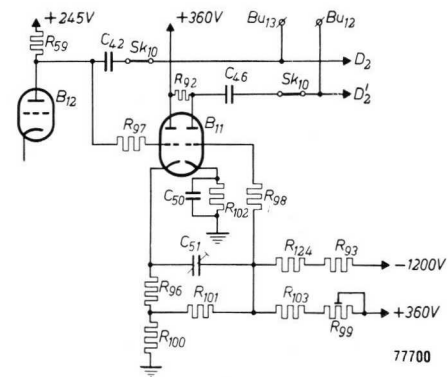 +245V
+360V
Bu13
Bu12
R59
C42
Sk10
D2
R92
C46
Sk10
D'2
B12
B11
R97
C50
R102
R98
C51
R124
R93
-1200V
R96
R101
R103
R99
+360V
R100
77700